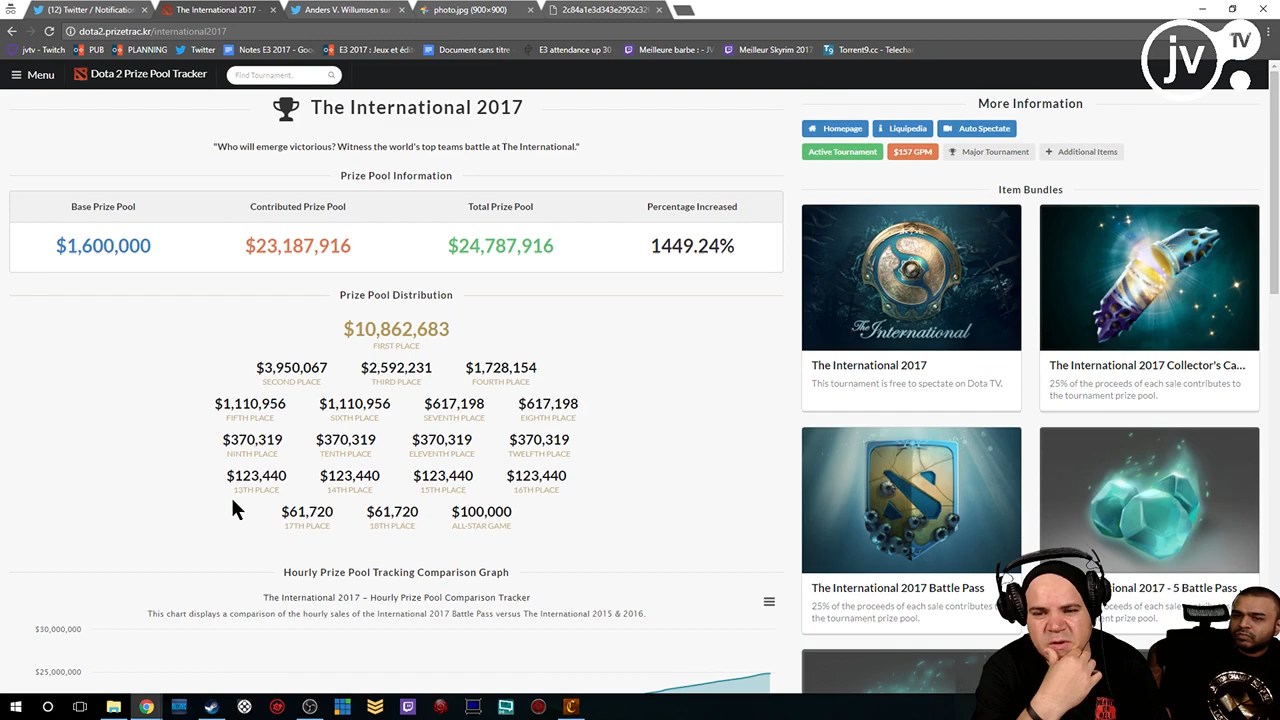 (12) Twitter / Notification
The International 2017 -
Anders V. Willumsen sur
photo.jpg (900×900)
2c84a1e3d343e2952c32f
dota2.prizetrac.kr/international2017
jvtv - Twitch
PUB
PLANNING
Twitter
Notes E3 2017 - Goo
E3 2017 : Jeux et édit
Document sans titre
E3 attendance up 30
Meilleure barbe : - JV
Meilleur Skyrim 2017
Torrent9.cc - Telechar
jv TV
Menu
Dota 2 Prize Pool Tracker
Find Tournament..
The International 2017
"Who will emerge victorious? Witness the world's top teams battle at The International."
Prize Pool Information
Base Prize Pool
Contributed Prize Pool
Total Prize Pool
Percentage Increased
$1,600,000
$23,187,916
$24,787,916
1449.24%
Prize Pool Distribution
$10,862,683
FIRST PLACE
$3,950,067
$2,592,231
$1,728,154
SECOND PLACE
THIRD PLACE
FOURTH PLACE
$1,110,956
$1,110,956
$617,198
$617,198
FIFTH PLACE
SIXTH PLACE
SEVENTH PLACE
EIGHTH PLACE
$370,319
$370,319
$370,319
$370,319
NINTH PLACE
TENTH PLACE
ELEVENTH PLACE
TWELFTH PLACE
$123,440
$123,440
$123,440
$123,440
13TH PLACE
14TH PLACE
15TH PLACE
16TH PLACE
$61,720
$61,720
$100,000
17TH PLACE
18TH PLACE
ALL-STAR GAME
Hourly Prize Pool Tracking Comparison Graph
The International 2017 – Hourly Prize Pool Comparison Tracker
This chart displays a comparison of the hourly sales of the International 2017 Battle Pass versus The International 2015 & 2016.
$30,000,000
$25,000,000
More Information
Homepage
Liquipedia
Auto Spectate
Active Tournament
$157 GPM
Major Tournament
Additional Items
Item Bundles
The International
The International 2017
This tournament is free to spectate on Dota TV.
The International 2017 Collector's Ca...
25% of the proceeds of each sale contributes to
the tournament prize pool.
The International 2017 Battle Pass
25% of the proceeds of each sale contributes
the tournament prize pool.
ional 2017 - 5 Battle Pass
ds of each sale contributes to
ze pool.